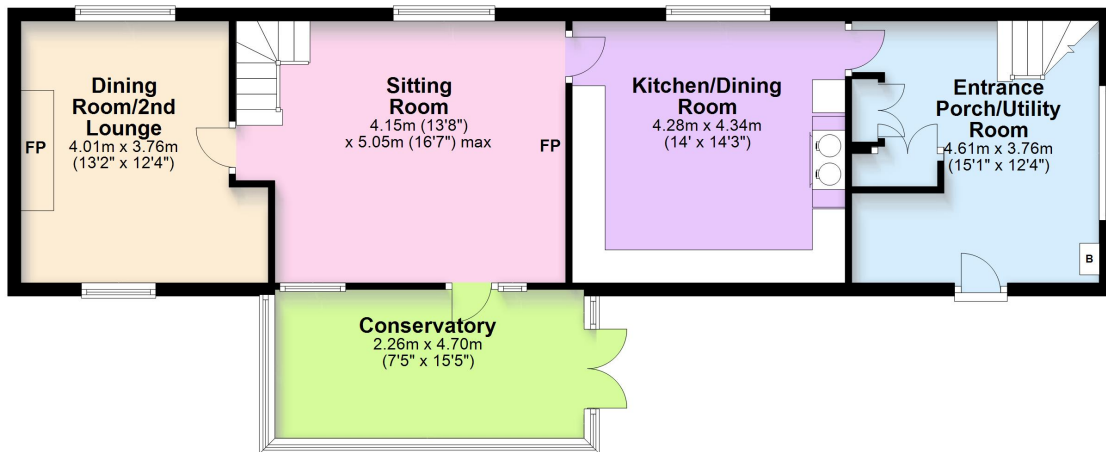 Dining
Room/2nd
Lounge
4.01m x 3.76m
(13'2" x 12'4")
FP
Sitting
Room
4.15m (13'8")
x 5.05m (16'7") max
FP
Kitchen/Dining
Room
4.28m x 4.34m
(14' x 14'3")
Entrance
Porch/Utility
Room
4.61m x 3.76m
(15'1" x 12'4")
B
Conservatory
2.26m x 4.70m
(7'5" x 15'5")